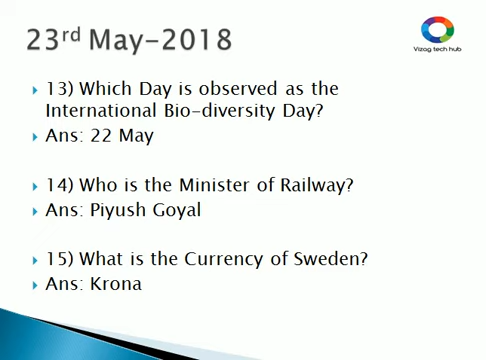 23rd May-2018
Vizag tech hub
13) Which Day is observed as the
International Bio-diversity Day?
Ans: 22 May
14) Who is the Minister of Railway?
Ans: Piyush Goyal
15) What is the Currency of Sweden?
Ans: Krona